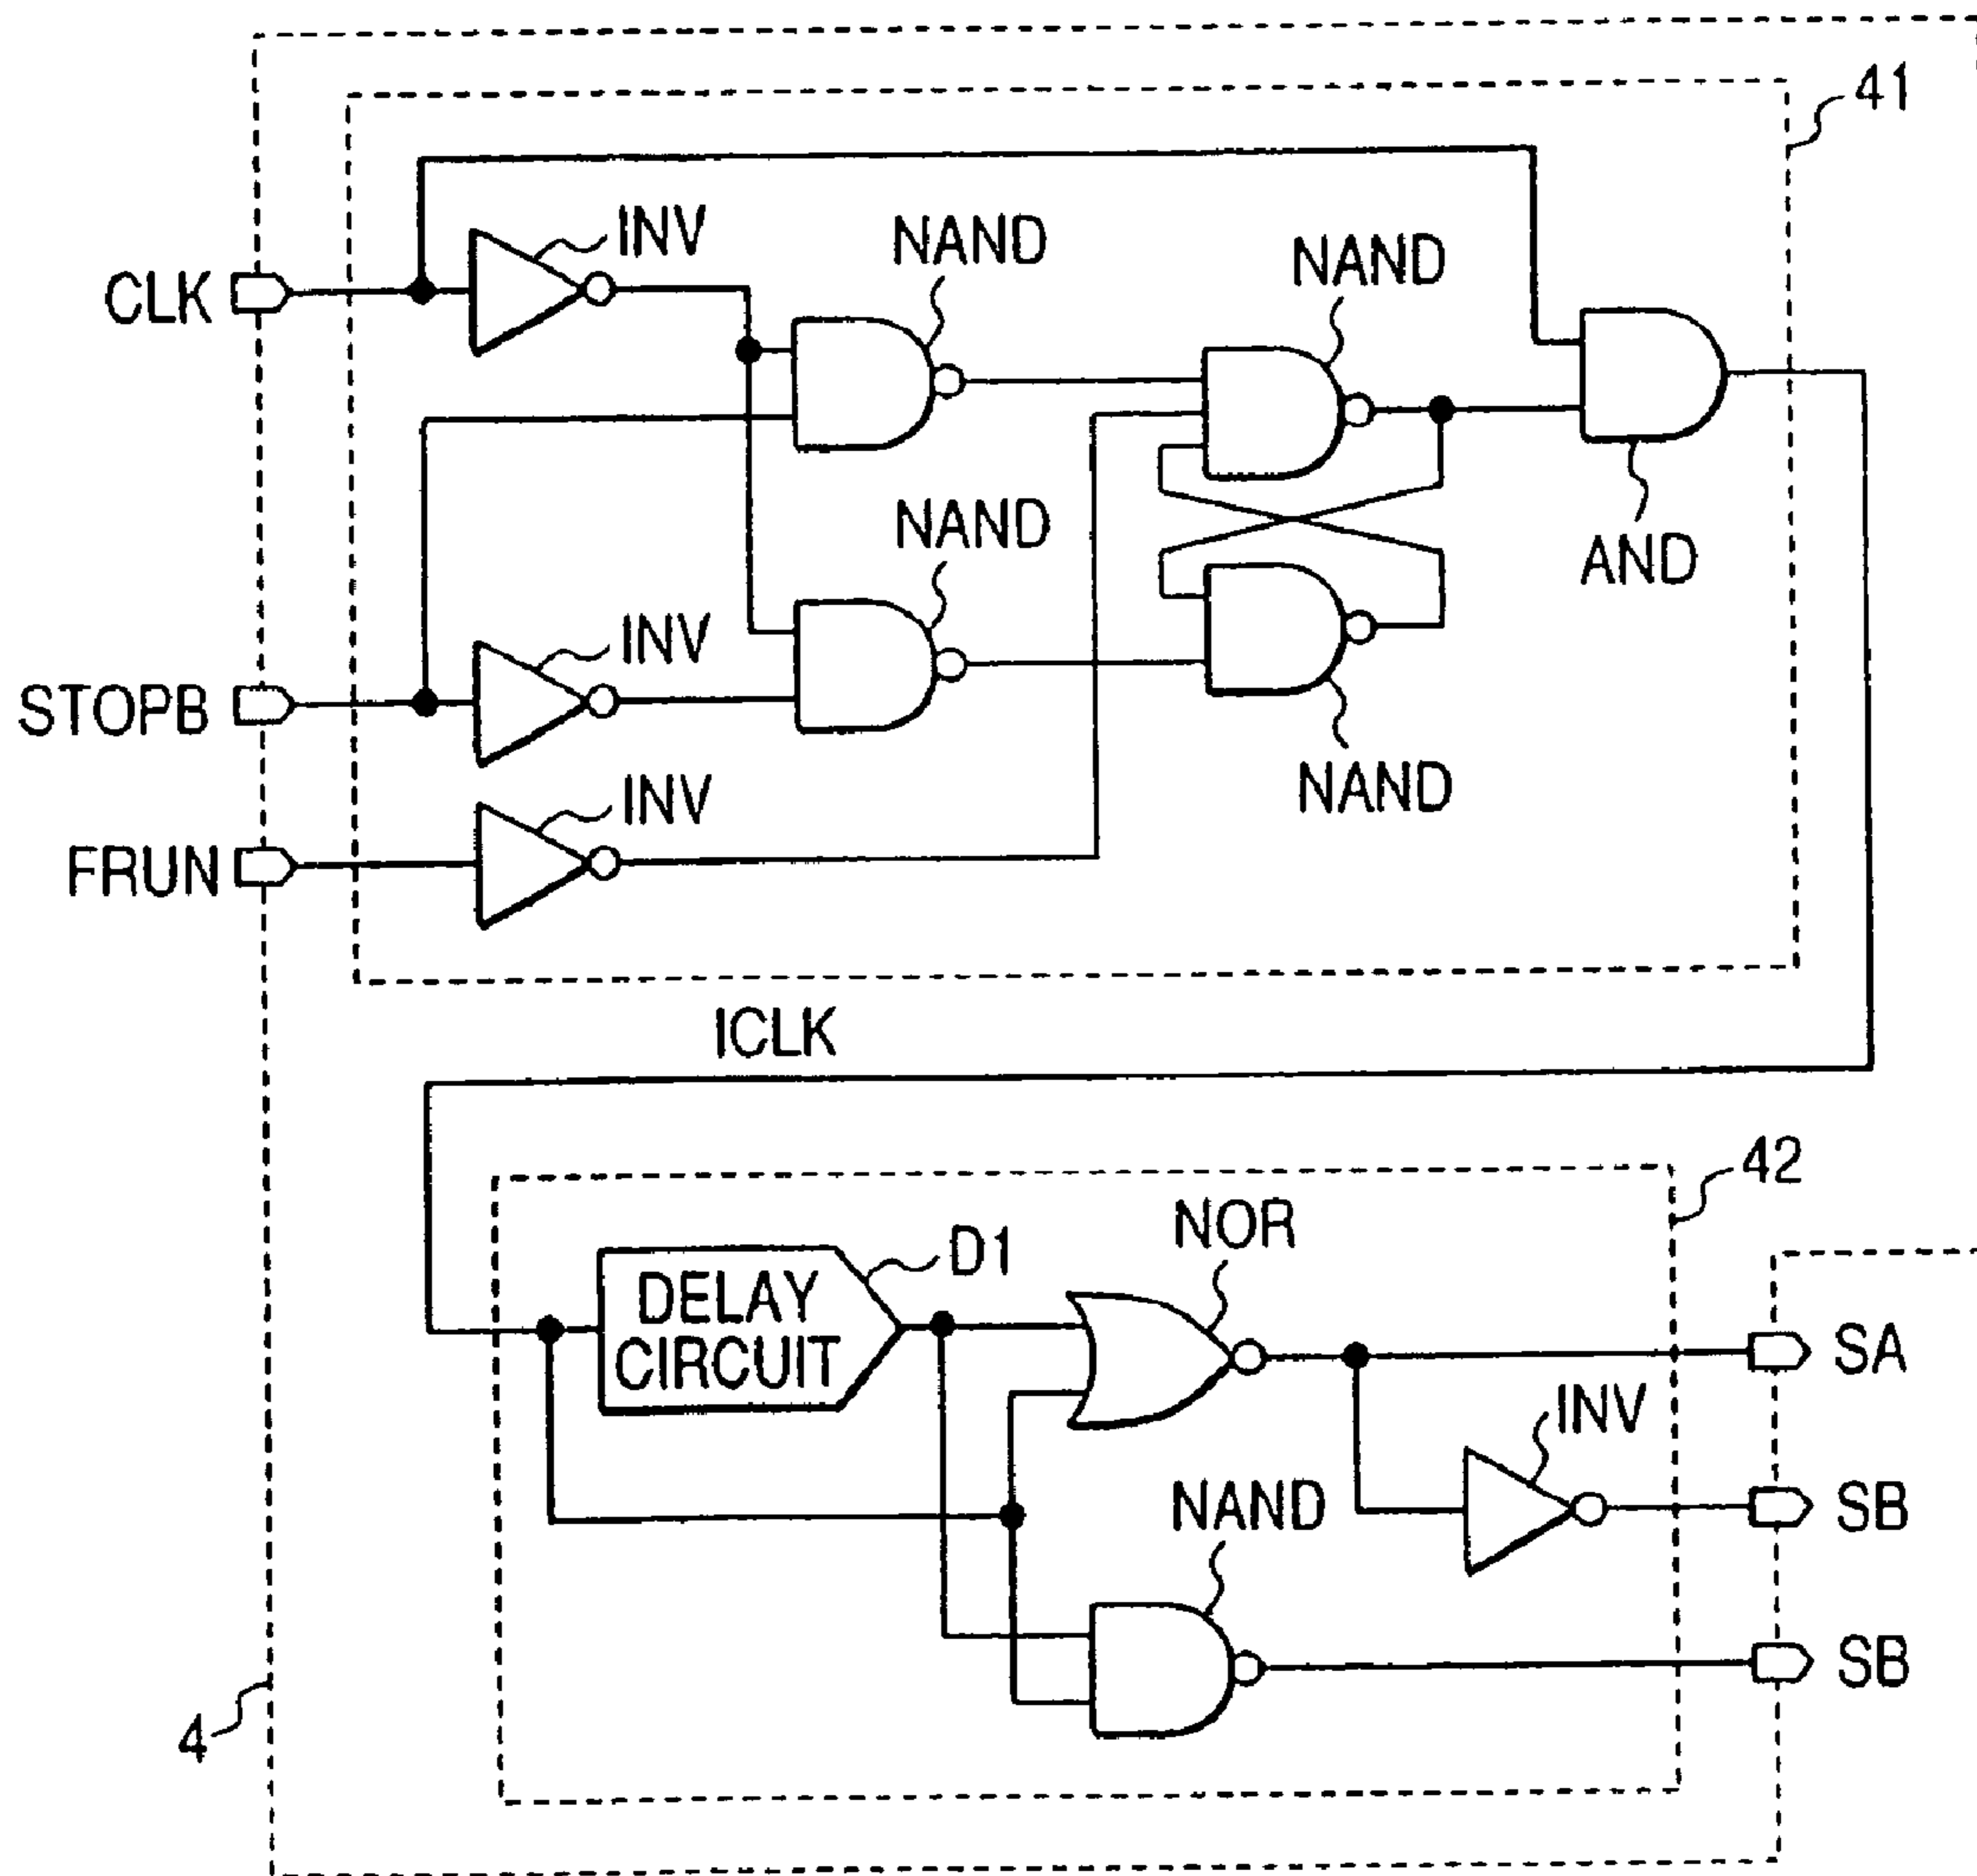 41
INV
NAND
NAND
CLK
NAND
AND
INV
STOPB
INV
NAND
FRUN
ICLK
42
NOR
D1
DELAY
CIRCUIT
SA
INV
NAND
SB
SB
4